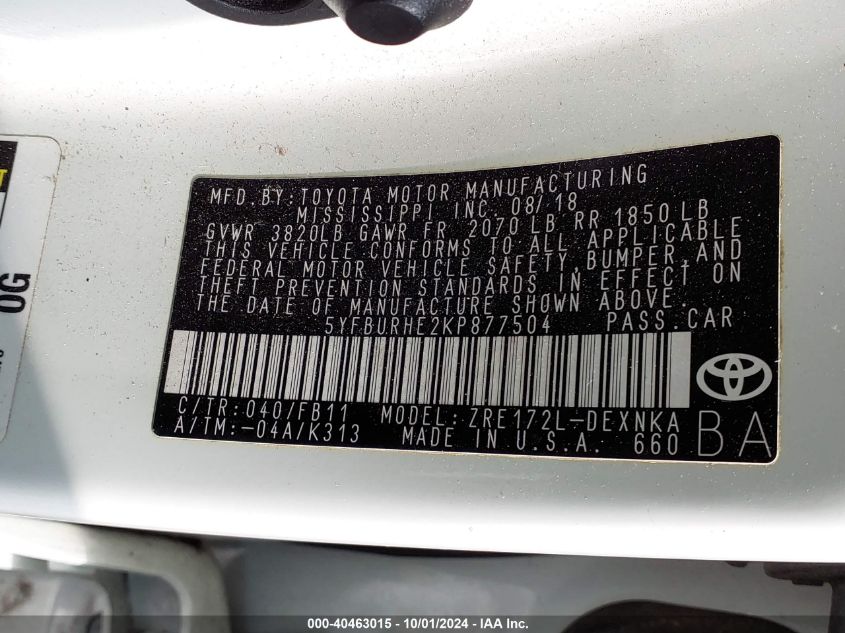 MFD. BY: TOYOTA MOTOR MANUFACTURING
MISSISSIPPI INC. 08/18
GVWR 3820LB GAWR FR. 2070 LB RR 1850 LB
THIS VEHICLE CONFORMS TO ALL APPLICABLE
FEDERAL MOTOR VEHICLE SAFETY, BUMPER, AND
THEFT PREVENTION STANDARDS IN EFFECT ON
THE DATE OF MANUFACTURE SHOWN ABOVE.
5YFBURHE2KP877504 PASS. CAR
C/TR: 040/FB11 MODEL: ZRE172L-DEXNKA
A/TM: -04A/K313 MADE IN U.S.A. 660
BA
OG
000-40463015 - 10/01/2024 - IAA Inc.